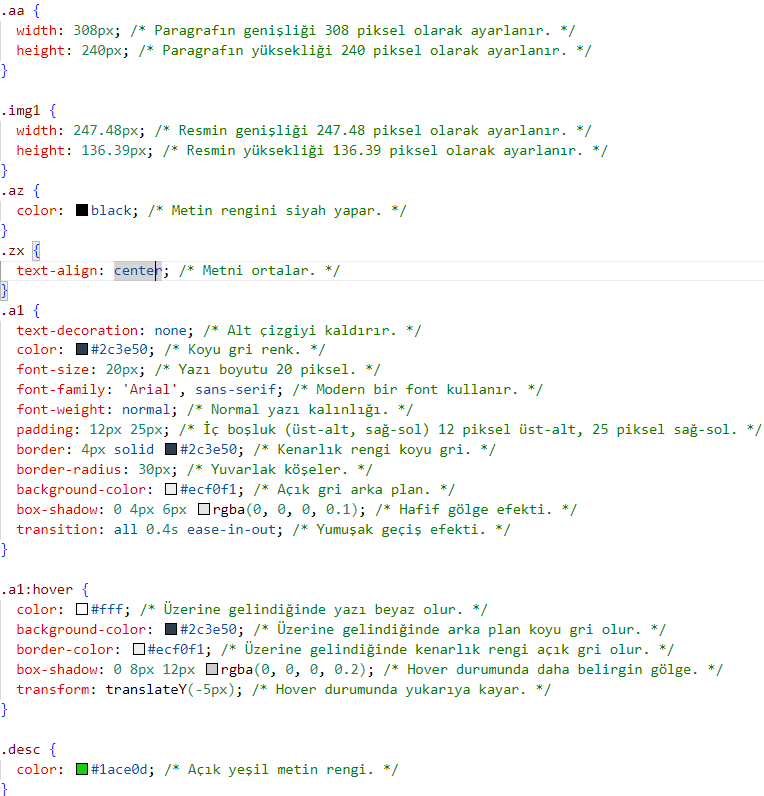 .aa {
width: 308px; /* Paragrafın genişliği 308 piksel olarak ayarlanır. */
height: 240px; /* Paragrafın yüksekliği 240 piksel olarak ayarlanır. */
}
.img1 {
width: 247.48px; /* Resmin genişliği 247.48 piksel olarak ayarlanır. */
height: 136.39px; /* Resmin yüksekliği 136.39 piksel olarak ayarlanır. */
}
.az {
color: black; /* Metin rengini siyah yapar. */
}
.zx {
text-align: center; /* Metni ortalar. */
}
.a1 {
text-decoration: none; /* Alt çizgiyi kaldırır. */
color: #2c3e50; /* Koyu gri renk. */
font-size: 20px; /* Yazı boyutu 20 piksel. */
font-family: 'Arial', sans-serif; /* Modern bir font kullanır. */
font-weight: normal; /* Normal yazı kalınlığı. */
padding: 12px 25px; /* İç boşluk (üst-alt, sağ-sol) 12 piksel üst-alt, 25 piksel sağ-sol. */
border: 4px solid #2c3e50; /* Kenarlık rengi koyu gri. */
border-radius: 30px; /* Yuvarlak köşeler. */
background-color: #ecf0f1; /* Açık gri arka plan. */
box-shadow: 0 4px 6px rgba(0, 0, 0, 0.1); /* Hafif gölge efekti. */
transition: all 0.4s ease-in-out; /* Yumuşak geçiş efekti. */
}
.a1:hover {
color: #fff; /* Üzerine gelindiğinde yazı beyaz olur. */
background-color: #2c3e50; /* Üzerine gelindiğinde arka plan koyu gri olur. */
border-color: #ecf0f1; /* Üzerine gelindiğinde kenarlık rengi açık gri olur. */
box-shadow: 0 8px 12px rgba(0, 0, 0, 0.2); /* Hover durumunda daha belirgin gölge. */
transform: translateY(-5px); /* Hover durumunda yukarıya kayar. */
}
.desc {
color: #1ace0d; /* Açık yeşil metin rengi. */
}